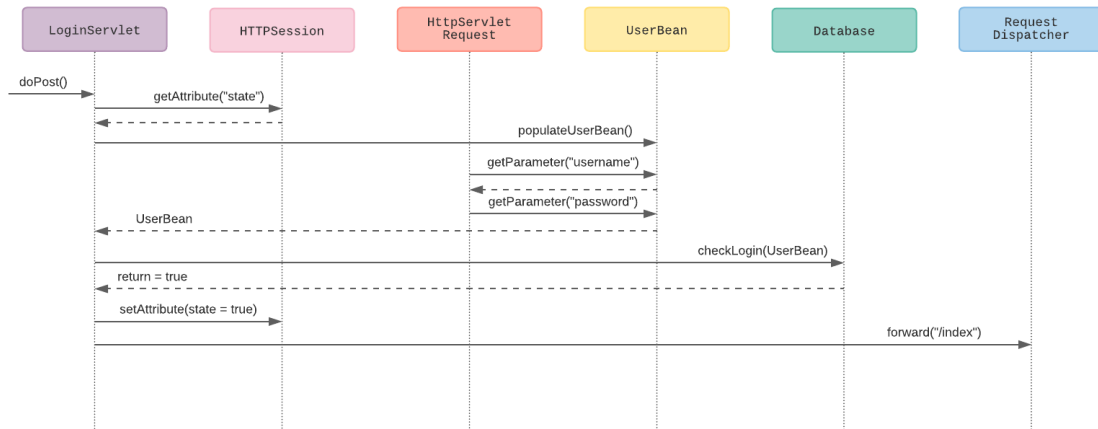 LoginServlet
HTTPSession
HttpServlet
Request
UserBean
Database
Request
Dispatcher
doPost()
getAttribute("state")
populateUserBean()
getParameter("username")
getParameter("password")
UserBean
checkLogin(UserBean)
return = true
setAttribute(state = true)
forward("/index")